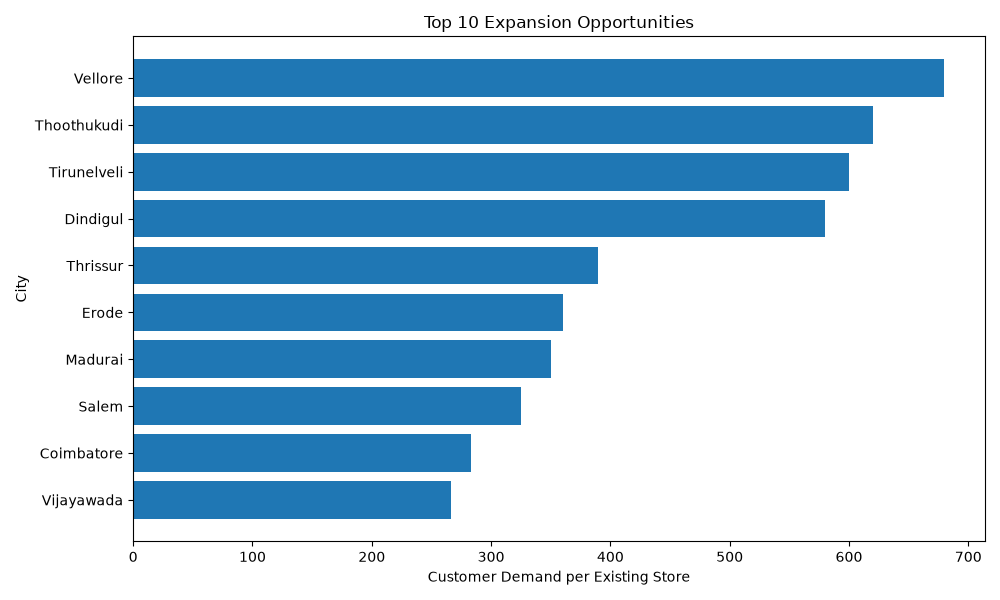 Top 10 Expansion Opportunities
City
Vellore
Thoothukudi
Tirunelveli
Dindigul
Thrissur
Erode
Madurai
Salem
Coimbatore
Vijayawada
0 100 200 300 400 500 600 700
Customer Demand per Existing Store